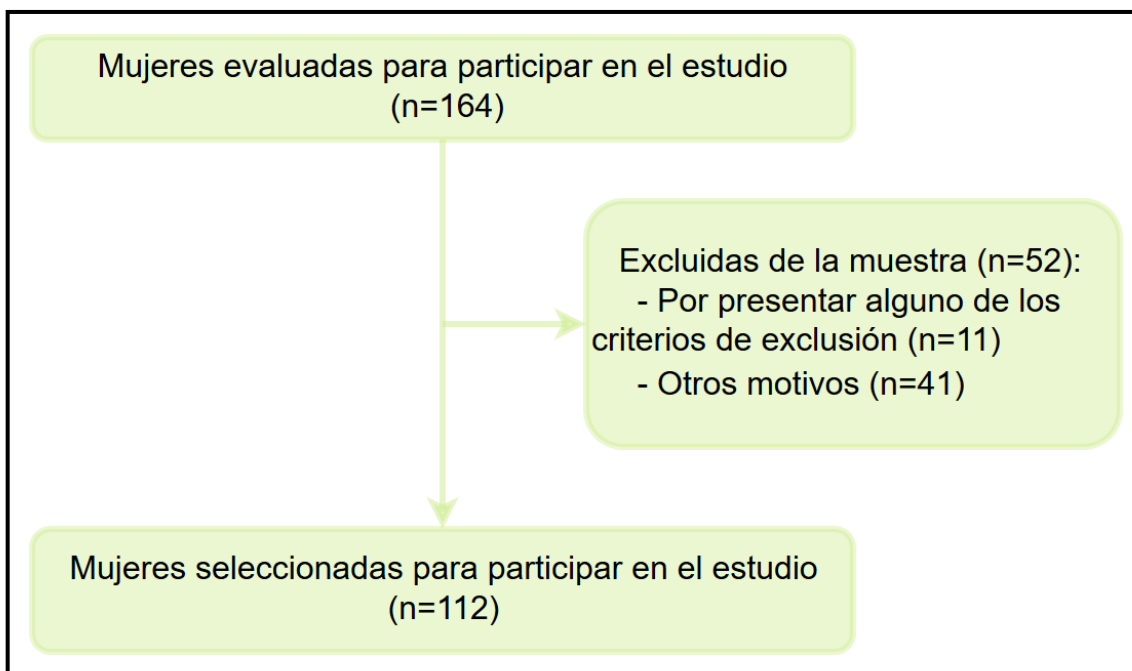 Mujeres evaluadas para participar en el estudio
(n=164)
Excluidas de la muestra (n=52):
- Por presentar alguno de los
criterios de exclusión (n=11)
- Otros motivos (n=41)
Mujeres seleccionadas para participar en el estudio
(n=112)